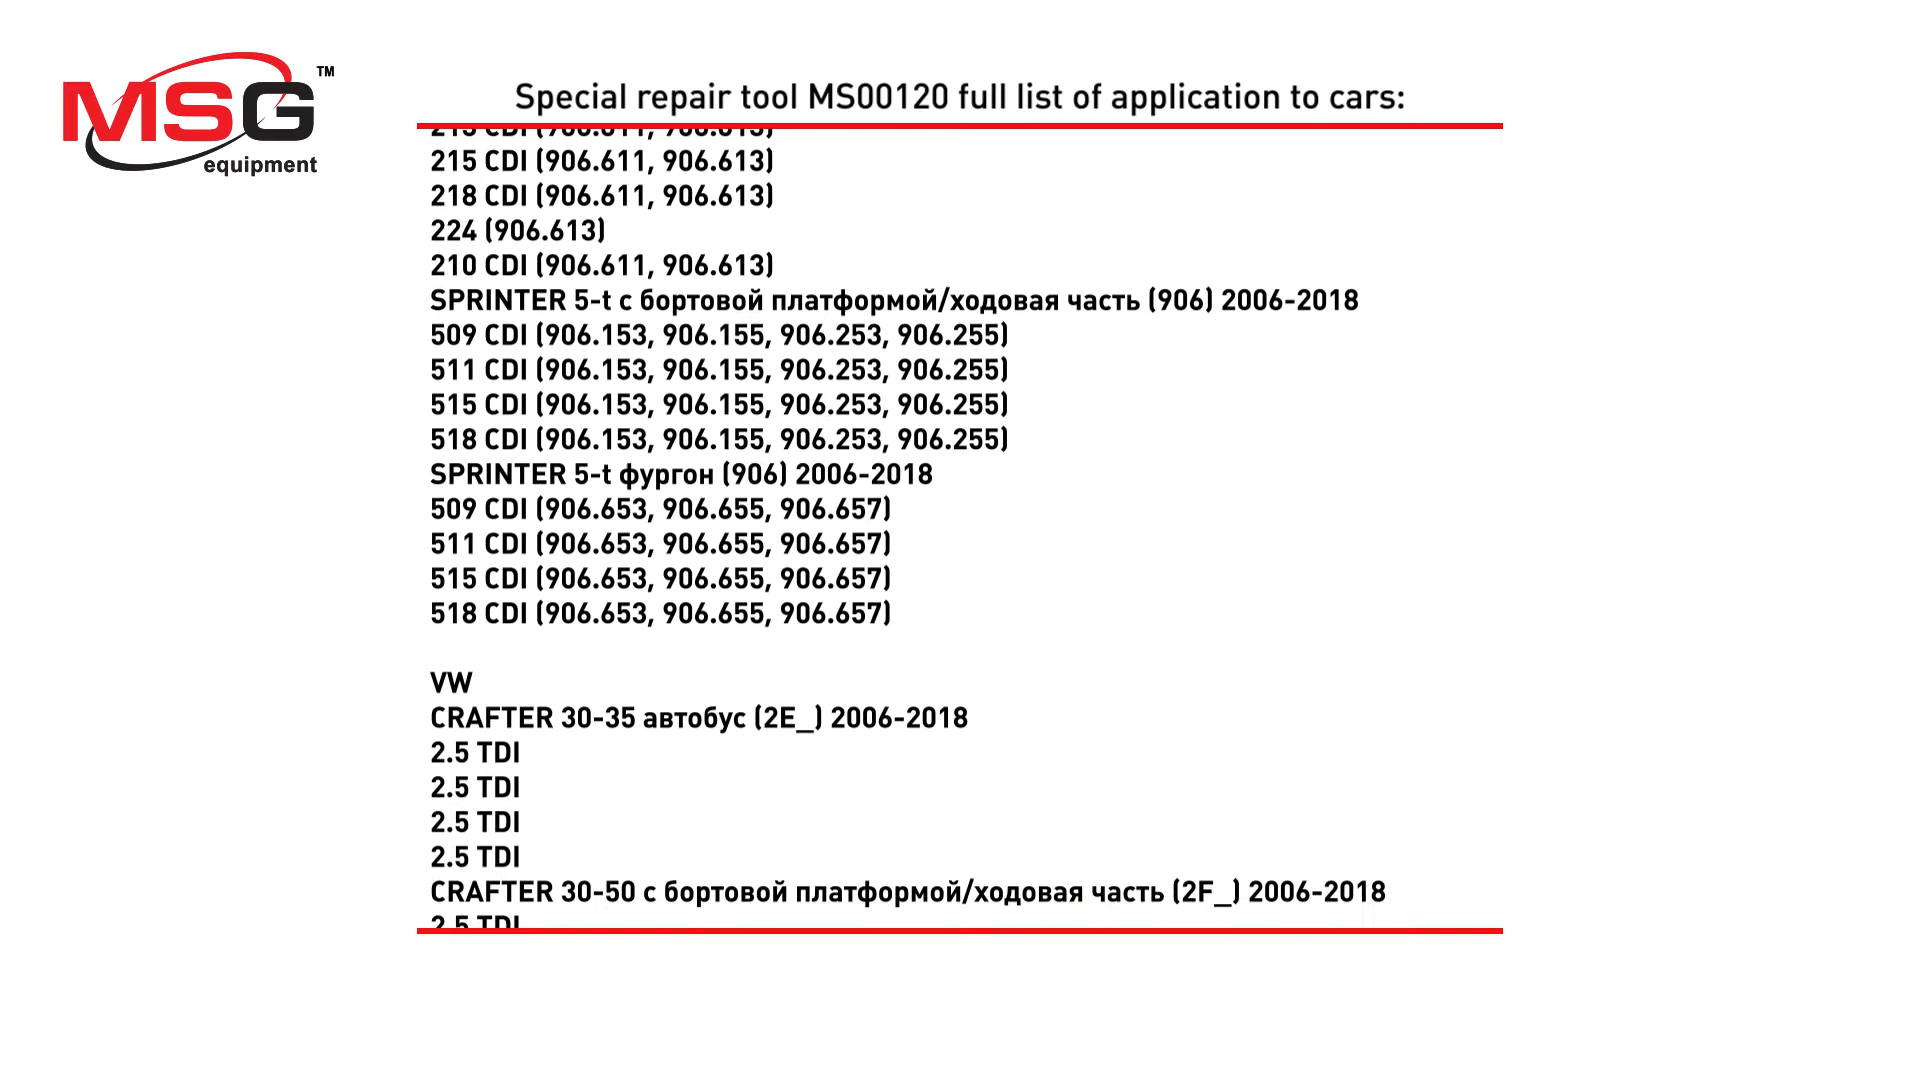 MSG
TM
equipment
Special repair tool MS00120 full list of application to cars:
215 CDI (906.611, 906.613)
218 CDI (906.611, 906.613)
224 (906.613)
210 CDI (906.611, 906.613)
SPRINTER 5-t с бортовой платформой/ходовая часть (906) 2006-2018
509 CDI (906.153, 906.155, 906.253, 906.255)
511 CDI (906.153, 906.155, 906.253, 906.255)
515 CDI (906.153, 906.155, 906.253, 906.255)
518 CDI (906.153, 906.155, 906.253, 906.255)
SPRINTER 5-t фургон (906) 2006-2018
509 CDI (906.653, 906.655, 906.657)
511 CDI (906.653, 906.655, 906.657)
515 CDI (906.653, 906.655, 906.657)
518 CDI (906.653, 906.655, 906.657)
VW
CRAFTER 30-35 автобус (2E_) 2006-2018
2.5 TDI
2.5 TDI
2.5 TDI
2.5 TDI
CRAFTER 30-50 с бортовой платформой/ходовая часть (2F_) 2006-2018
2.5 TDI